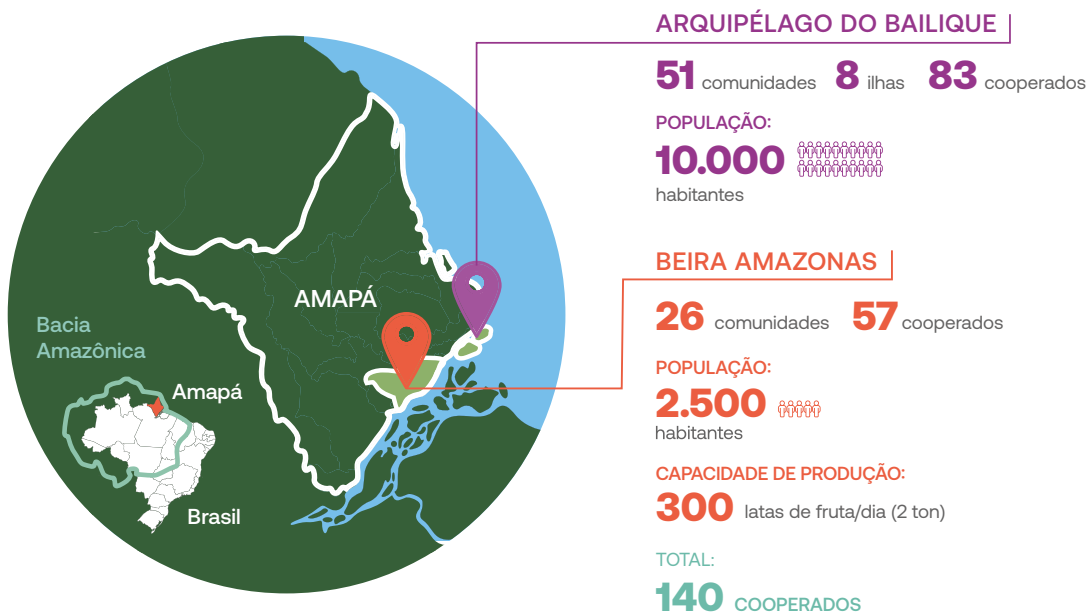 ARQUIPÉLAGO DO BAILIQUE
51 comunidades 8 ilhas 83 cooperados
POPULAÇÃO:
10.000
habitantes
BEIRA AMAZONAS
26 comunidades 57 cooperados
POPULAÇÃO:
2.500
habitantes
CAPACIDADE DE PRODUÇÃO:
300 latas de fruta/dia (2 ton)
TOTAL:
140 COOPERADOS
AMAPÁ
Bacia
Amazônica
Amapá
Brasil